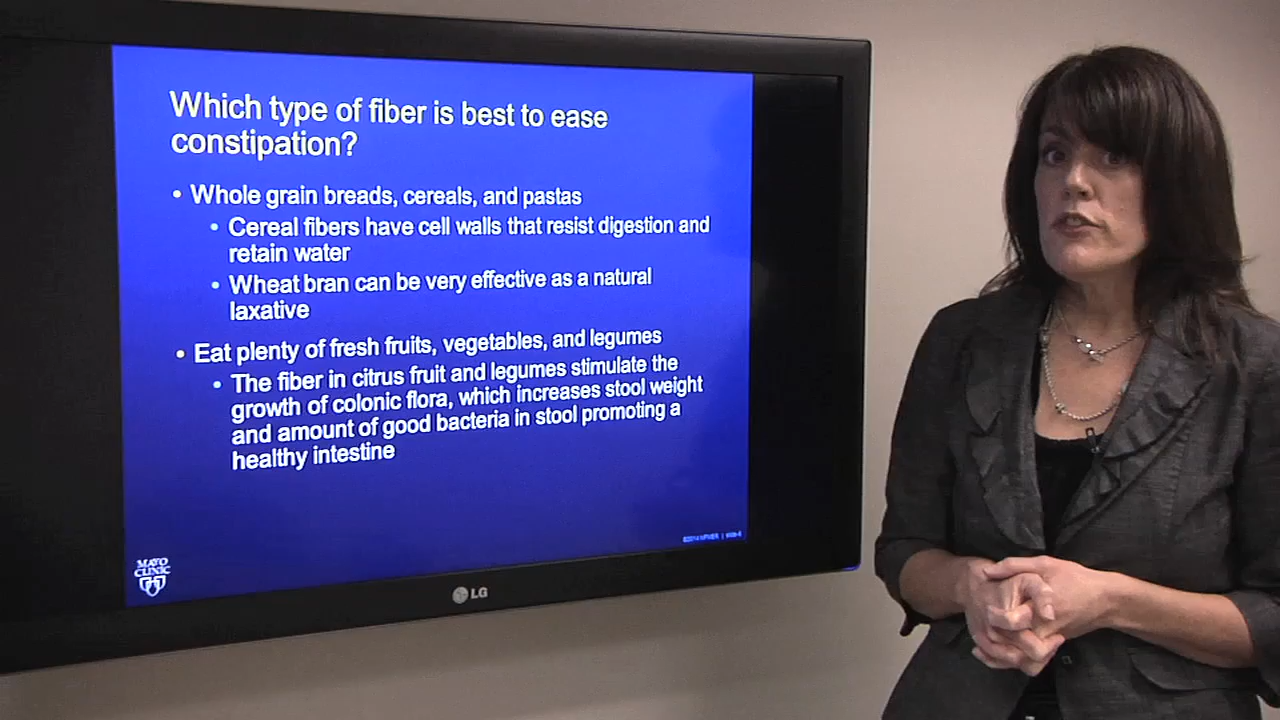 Which type of fiber is best to ease
constipation?
• Whole grain breads, cereals, and pastas
• Cereal fibers have cell walls that resist digestion and
retain water
• Wheat bran can be very effective as a natural
laxative
• Eat plenty of fresh fruits, vegetables, and legumes
• The fiber in citrus fruit and legumes stimulate the
growth of colonic flora, which increases stool weight
and amount of good bacteria in stool promoting a
healthy intestine
MAYO
CLINIC
LG